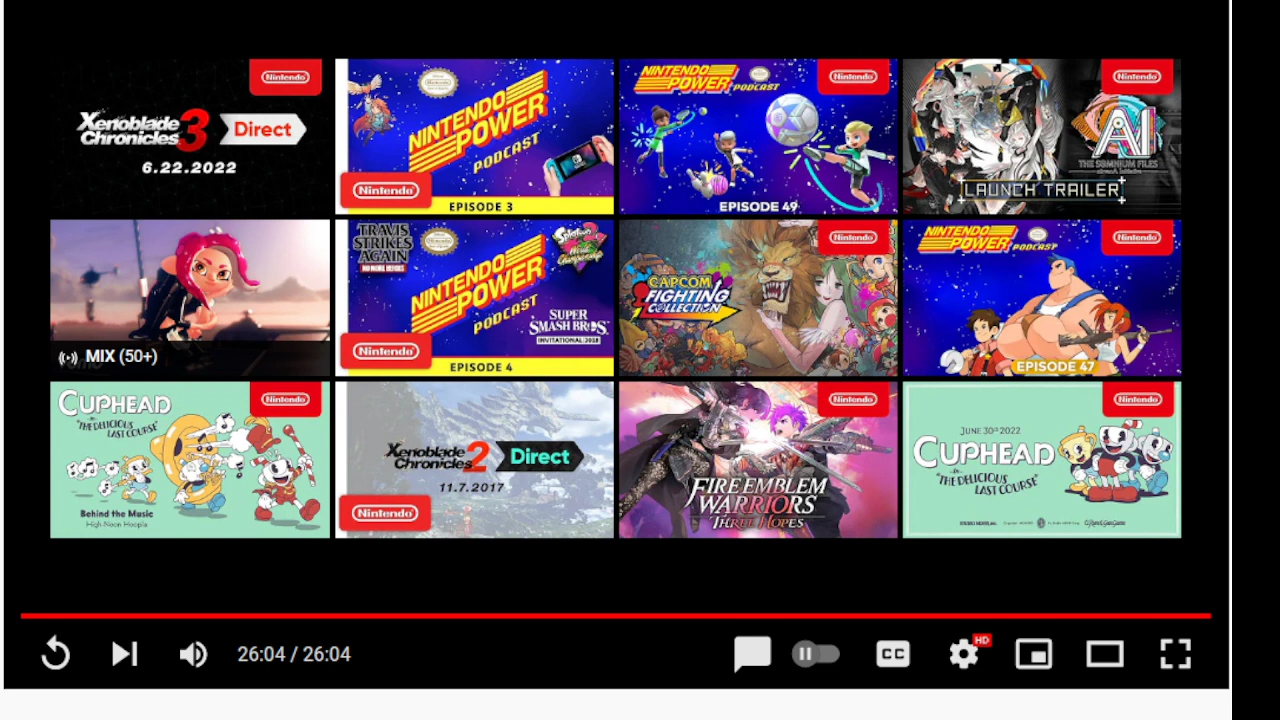 Nintendo
Xenoblade Chronicles 3 Direct
6.22.2022
NINTENDO POWER PODCAST
Nintendo
EPISODE 3
NINTENDO POWER PODCAST
Nintendo
EPISODE 49
Nintendo
AI
THE SOMNIUM FILES
LAUNCH TRAILER
MIX (50+)
TRAVIS
STRIKES
AGAIN
NO MORE HEROES
Splatoon
NINTENDO POWER PODCAST
SUPER
SMASH BROS.
INVITATIONAL 2018
Nintendo
EPISODE 4
Nintendo
CAPCOM
FIGHTING
COLLECTION
NINTENDO POWER PODCAST
Nintendo
EPISODE 47
CUPHEAD
in
"THE DELICIOUS
LAST COURSE"
Nintendo
Behind the Music
High Noon Hoopla
Xenoblade Chronicles 2 Direct
11.7.2017
Nintendo
Nintendo
FIRE EMBLEM
WARRIORS
THREE HOPES
Nintendo
JUNE 30th 2022
CUPHEAD
in
"THE DELICIOUS
LAST COURSE"
26:04 / 26:04
CC
HD